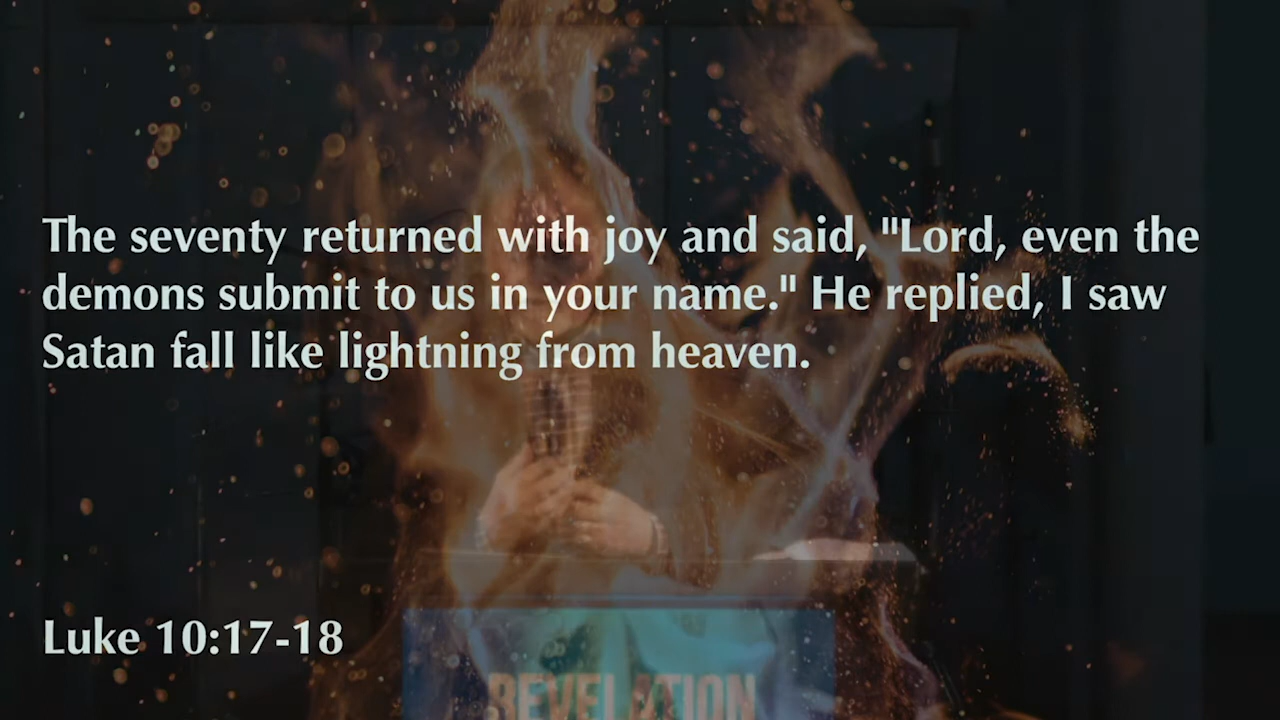 The seventy returned with joy and said, "Lord, even the
demons submit to us in your name." He replied, I saw
Satan fall like lightning from heaven.
Luke 10:17-18
REVELATION